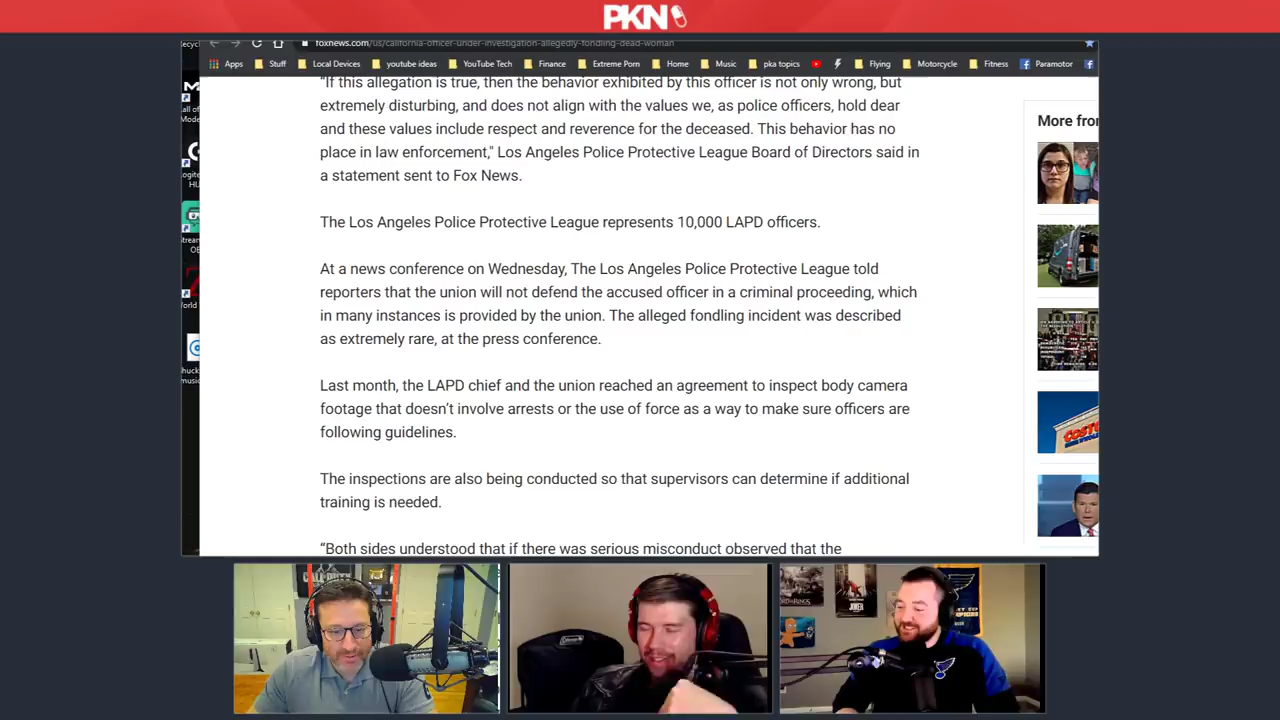 PKN
foxnews.com/us/california-officer-under-investigation-allegedly-fondling-dead-woman
Apps Stuff Local Devices youtube ideas YouTube Tech Finance Extreme Porn Home Music pka topics Flying Motorcycle Fitness Paramotor
“If this allegation is true, then the behavior exhibited by this officer is not only wrong, but
extremely disturbing, and does not align with the values we, as police officers, hold dear
and these values include respect and reverence for the deceased. This behavior has no
place in law enforcement," Los Angeles Police Protective League Board of Directors said in
a statement sent to Fox News.
The Los Angeles Police Protective League represents 10,000 LAPD officers.
At a news conference on Wednesday, The Los Angeles Police Protective League told
reporters that the union will not defend the accused officer in a criminal proceeding, which
in many instances is provided by the union. The alleged fondling incident was described
as extremely rare, at the press conference.
Last month, the LAPD chief and the union reached an agreement to inspect body camera
footage that doesn’t involve arrests or the use of force as a way to make sure officers are
following guidelines.
The inspections are also being conducted so that supervisors can determine if additional
training is needed.
“Both sides understood that if there was serious misconduct observed that the
More fro
COSTCO
CALL OF DUTY
Coleman
JOKER